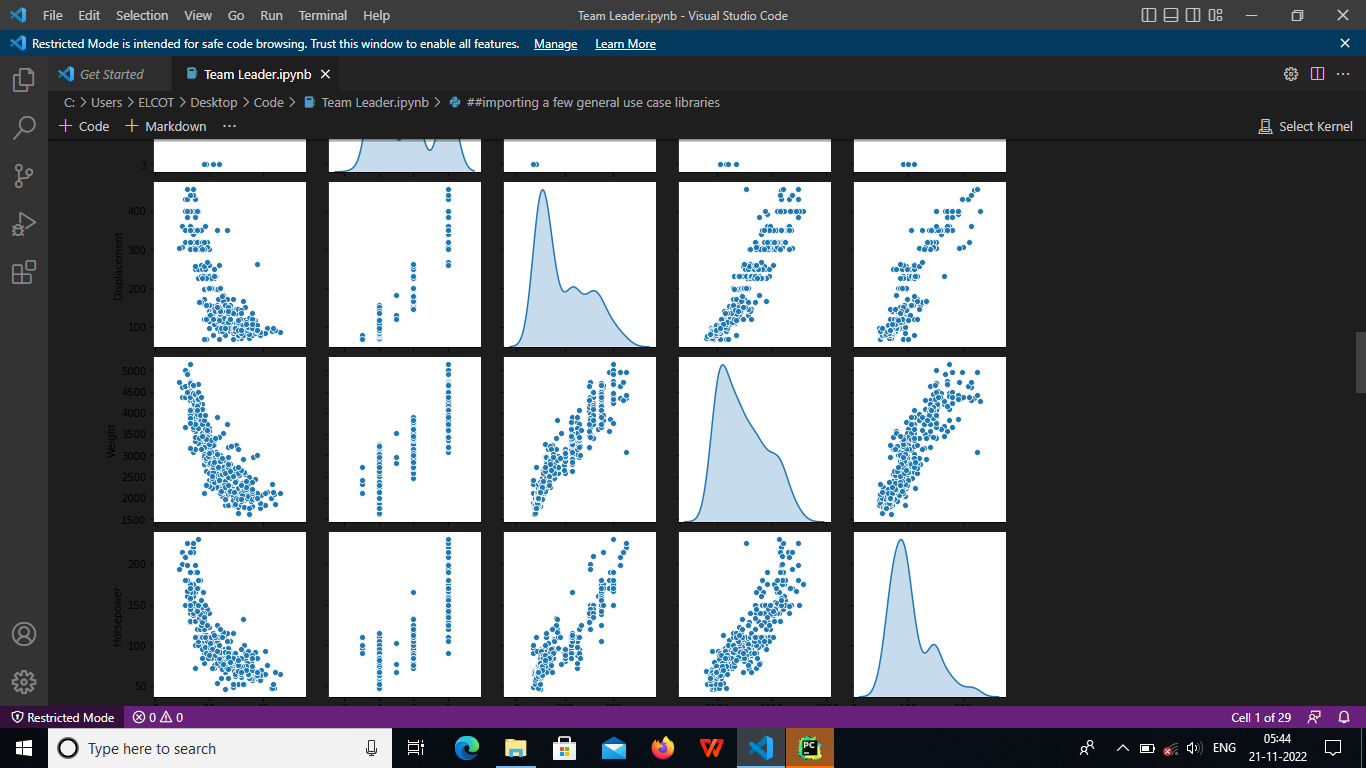 File Edit Selection View Go Run Terminal Help Team Leader.ipynb - Visual Studio Code
Restricted Mode is intended for safe code browsing. Trust this window to enable all features. Manage Learn More
Get Started Team Leader.ipynb
C: > Users > ELCOT > Desktop > Code > Team Leader.ipynb > ##importing a few general use case libraries
+ Code + Markdown ··· Select Kernel
3
400
300
200
100
Displacement
5000
4500
4000
3500
3000
2500
2000
1500
Weight
200
150
100
50
Horsepower
Restricted Mode 0 0 Cell 1 of 29
Type here to search ENG 05:44
21-11-2022
PC